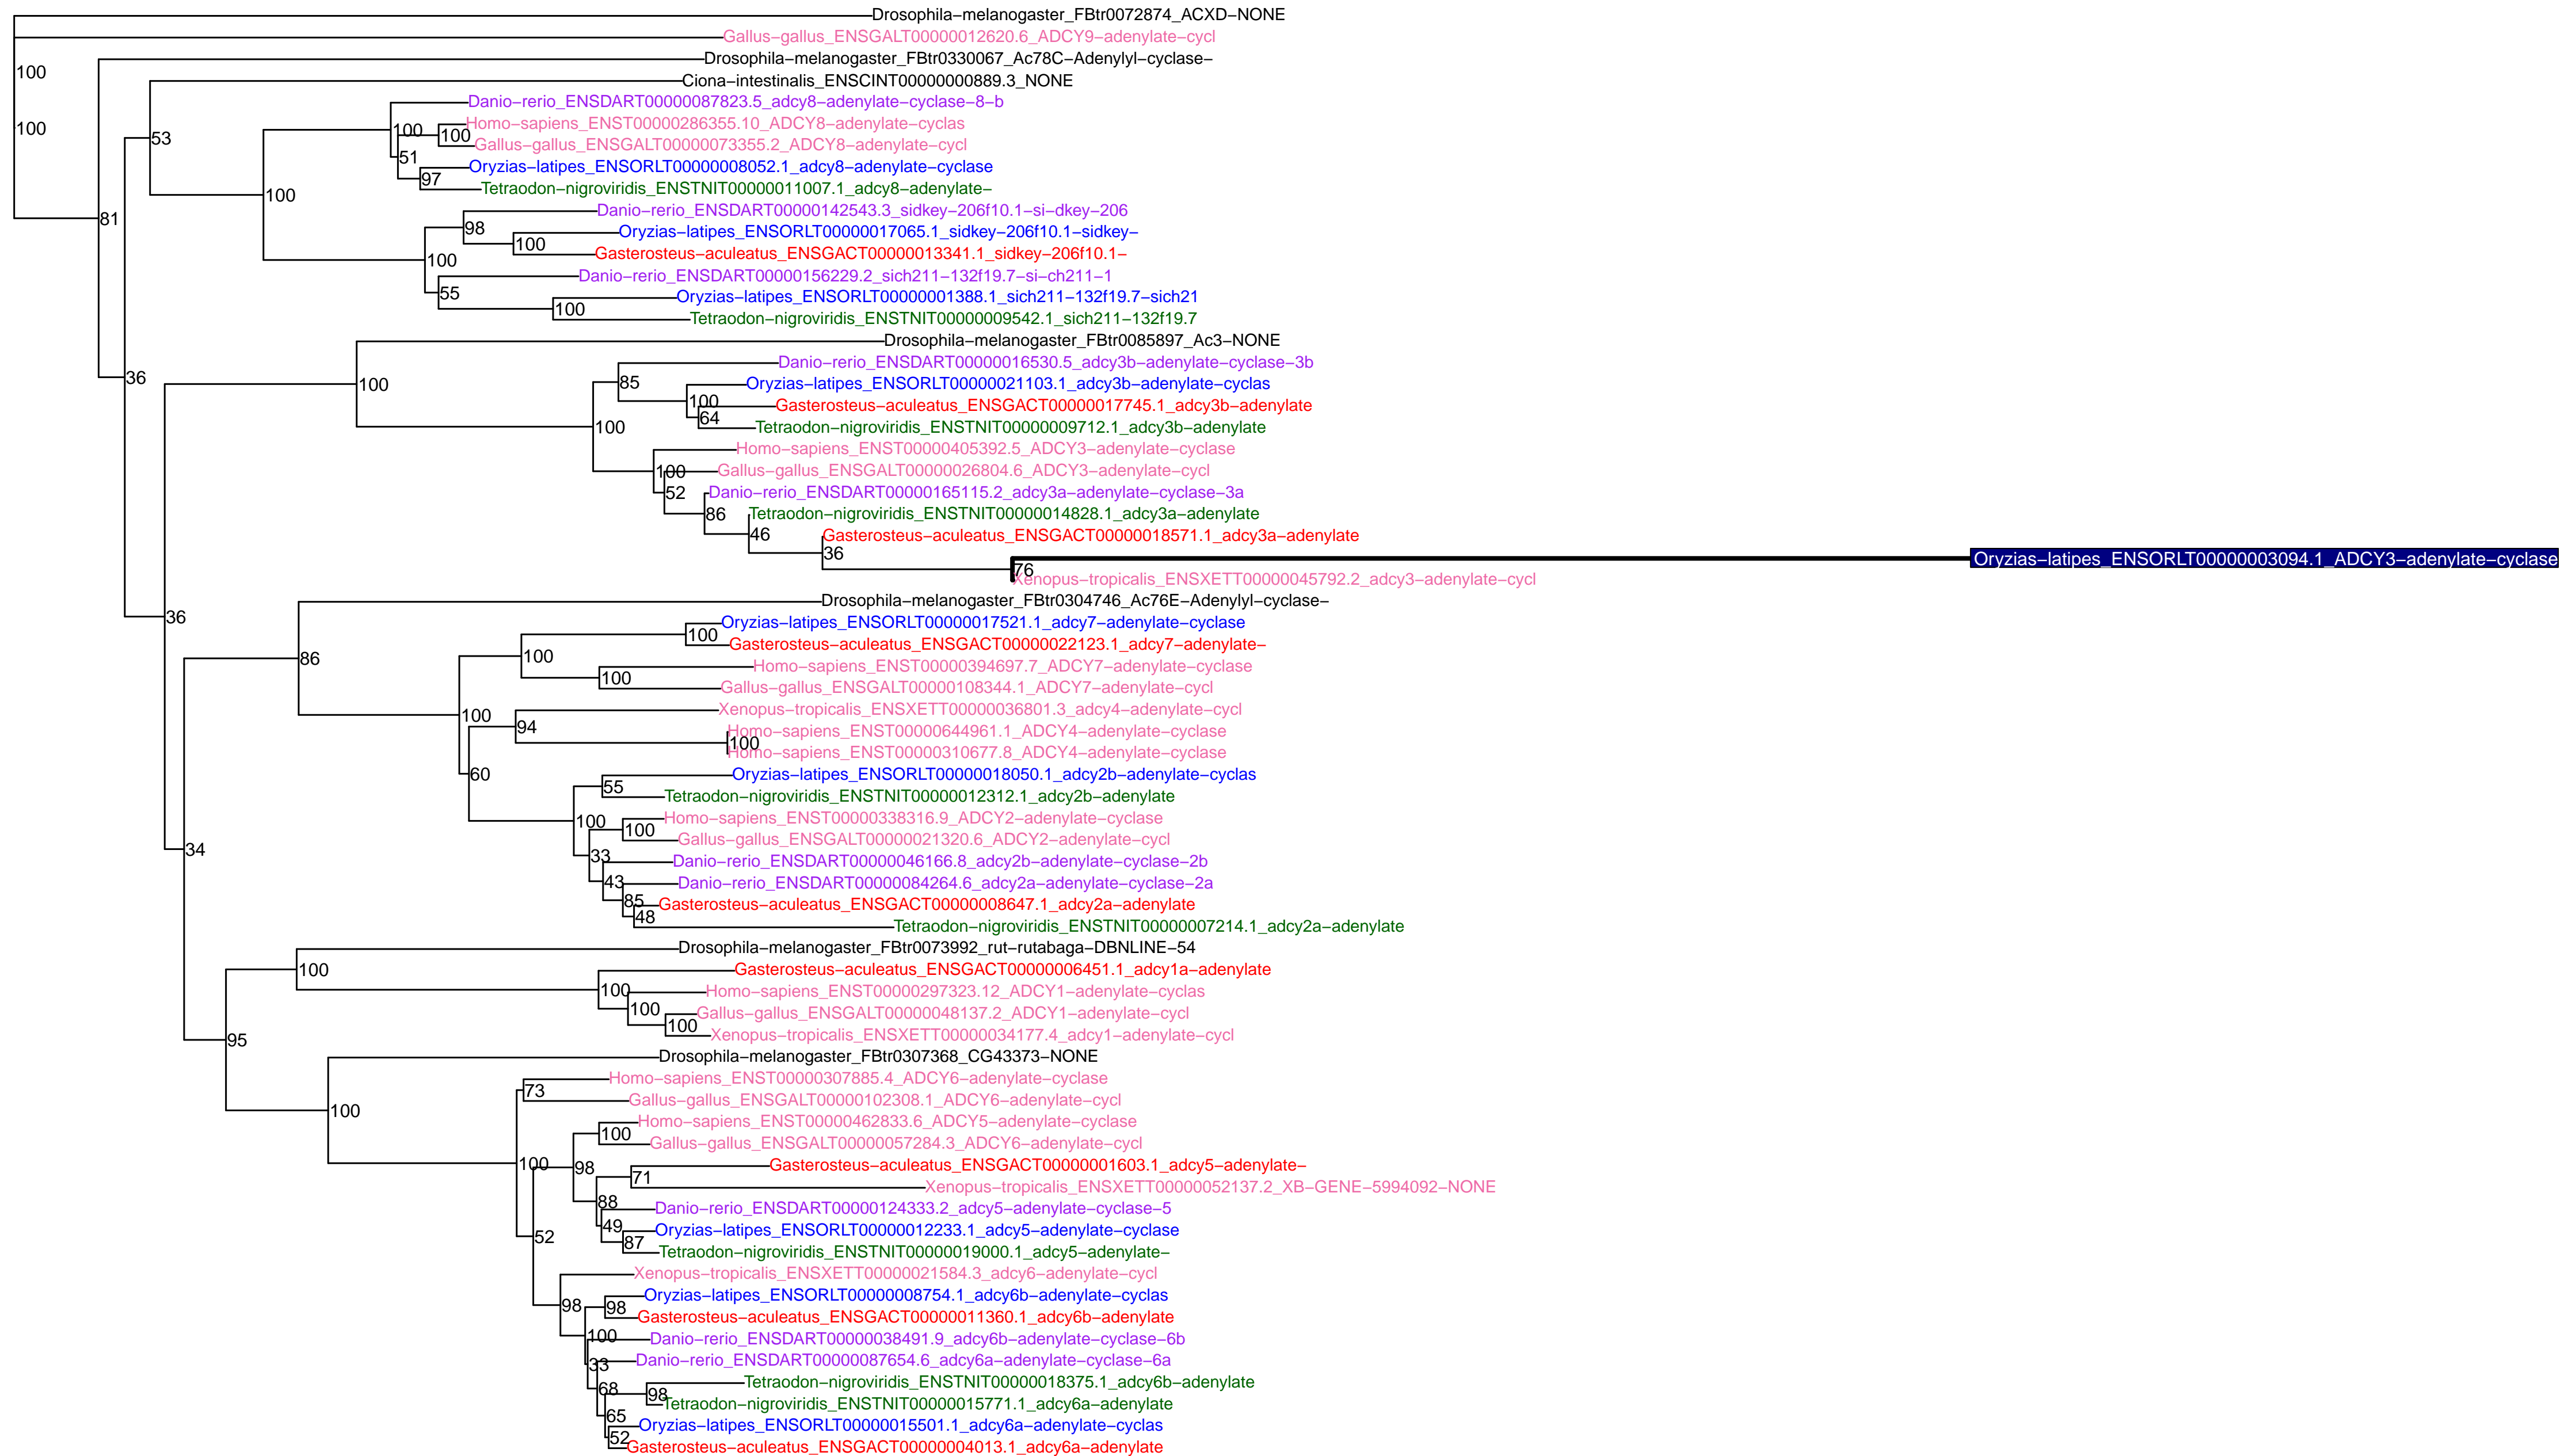 Drosophila−melanogaster_FBtr0072874_ACXD−NONE
Gallus−gallus_ENSGALT00000012620.6_ADCY9−adenylate−cycl
Drosophila−melanogaster_FBtr0330067_Ac78C−Adenylyl−cyclase−
100
Ciona−intestinalis_ENSCINT00000000889.3_NONE
Danio−rerio_ENSDART00000087823.5_adcy8−adenylate−cyclase−8−b
Homo−sapiens_ENST00000286355.10_ADCY8−adenylate−cyclas
100
100
100
53
Gallus−gallus_ENSGALT00000073355.2_ADCY8−adenylate−cycl
51
Oryzias−latipes_ENSORLT00000008052.1_adcy8−adenylate−cyclase
97
Tetraodon−nigroviridis_ENSTNIT00000011007.1_adcy8−adenylate−
100
Danio−rerio_ENSDART00000142543.3_sidkey−206f10.1−si−dkey−206
81
98
Oryzias−latipes_ENSORLT00000017065.1_sidkey−206f10.1−sidkey−
100
Gasterosteus−aculeatus_ENSGACT00000013341.1_sidkey−206f10.1−
100
Danio−rerio_ENSDART00000156229.2_sich211−132f19.7−si−ch211−1
55
Oryzias−latipes_ENSORLT00000001388.1_sich211−132f19.7−sich21
100
Tetraodon−nigroviridis_ENSTNIT00000009542.1_sich211−132f19.7
Drosophila−melanogaster_FBtr0085897_Ac3−NONE
Danio−rerio_ENSDART00000016530.5_adcy3b−adenylate−cyclase−3b
36
100
85
Oryzias−latipes_ENSORLT00000021103.1_adcy3b−adenylate−cyclas
100
Gasterosteus−aculeatus_ENSGACT00000017745.1_adcy3b−adenylate
64
100
Tetraodon−nigroviridis_ENSTNIT00000009712.1_adcy3b−adenylate
Homo−sapiens_ENST00000405392.5_ADCY3−adenylate−cyclase
100
Gallus−gallus_ENSGALT00000026804.6_ADCY3−adenylate−cycl
52
Danio−rerio_ENSDART00000165115.2_adcy3a−adenylate−cyclase−3a
86
Tetraodon−nigroviridis_ENSTNIT00000014828.1_adcy3a−adenylate
46
Gasterosteus−aculeatus_ENSGACT00000018571.1_adcy3a−adenylate
36
Oryzias−latipes_ENSORLT00000003094.1_ADCY3−adenylate−cyclase
76
Xenopus−tropicalis_ENSXETT00000045792.2_adcy3−adenylate−cycl
Drosophila−melanogaster_FBtr0304746_Ac76E−Adenylyl−cyclase−
36
Oryzias−latipes_ENSORLT00000017521.1_adcy7−adenylate−cyclase
100
Gasterosteus−aculeatus_ENSGACT00000022123.1_adcy7−adenylate−
86
100
Homo−sapiens_ENST00000394697.7_ADCY7−adenylate−cyclase
100
Gallus−gallus_ENSGALT00000108344.1_ADCY7−adenylate−cycl
Xenopus−tropicalis_ENSXETT00000036801.3_adcy4−adenylate−cycl
100
94
Homo−sapiens_ENST00000644961.1_ADCY4−adenylate−cyclase
100
Homo−sapiens_ENST00000310677.8_ADCY4−adenylate−cyclase
60
Oryzias−latipes_ENSORLT00000018050.1_adcy2b−adenylate−cyclas
55
Tetraodon−nigroviridis_ENSTNIT00000012312.1_adcy2b−adenylate
100
Homo−sapiens_ENST00000338316.9_ADCY2−adenylate−cyclase
100
Gallus−gallus_ENSGALT00000021320.6_ADCY2−adenylate−cycl
34
33
Danio−rerio_ENSDART00000046166.8_adcy2b−adenylate−cyclase−2b
43
Danio−rerio_ENSDART00000084264.6_adcy2a−adenylate−cyclase−2a
85
Gasterosteus−aculeatus_ENSGACT00000008647.1_adcy2a−adenylate
48
Tetraodon−nigroviridis_ENSTNIT00000007214.1_adcy2a−adenylate
Drosophila−melanogaster_FBtr0073992_rut−rutabaga−DBNLINE−54
100
Gasterosteus−aculeatus_ENSGACT00000006451.1_adcy1a−adenylate
100
Homo−sapiens_ENST00000297323.12_ADCY1−adenylate−cyclas
100
Gallus−gallus_ENSGALT00000048137.2_ADCY1−adenylate−cycl
100
Xenopus−tropicalis_ENSXETT00000034177.4_adcy1−adenylate−cycl
95
Drosophila−melanogaster_FBtr0307368_CG43373−NONE
Homo−sapiens_ENST00000307885.4_ADCY6−adenylate−cyclase
73
Gallus−gallus_ENSGALT00000102308.1_ADCY6−adenylate−cycl
100
Homo−sapiens_ENST00000462833.6_ADCY5−adenylate−cyclase
100
Gallus−gallus_ENSGALT00000057284.3_ADCY6−adenylate−cycl
100
98
Gasterosteus−aculeatus_ENSGACT00000001603.1_adcy5−adenylate−
71
Xenopus−tropicalis_ENSXETT00000052137.2_XB−GENE−5994092−NONE
88
Danio−rerio_ENSDART00000124333.2_adcy5−adenylate−cyclase−5
49
Oryzias−latipes_ENSORLT00000012233.1_adcy5−adenylate−cyclase
52
87
Tetraodon−nigroviridis_ENSTNIT00000019000.1_adcy5−adenylate−
Xenopus−tropicalis_ENSXETT00000021584.3_adcy6−adenylate−cycl
98
Oryzias−latipes_ENSORLT00000008754.1_adcy6b−adenylate−cyclas
98
Gasterosteus−aculeatus_ENSGACT00000011360.1_adcy6b−adenylate
100
Danio−rerio_ENSDART00000038491.9_adcy6b−adenylate−cyclase−6b
33
Danio−rerio_ENSDART00000087654.6_adcy6a−adenylate−cyclase−6a
68
Tetraodon−nigroviridis_ENSTNIT00000018375.1_adcy6b−adenylate
98
Tetraodon−nigroviridis_ENSTNIT00000015771.1_adcy6a−adenylate
65
Oryzias−latipes_ENSORLT00000015501.1_adcy6a−adenylate−cyclas
52
Gasterosteus−aculeatus_ENSGACT00000004013.1_adcy6a−adenylate